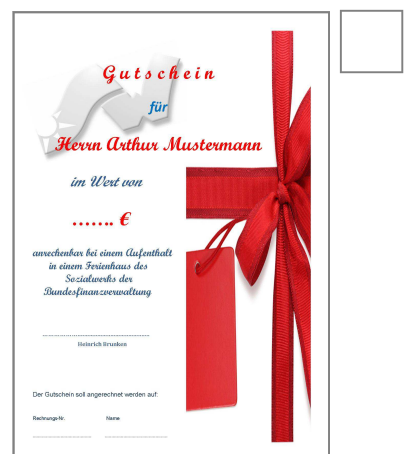 Gutschein
für
Herrn Arthur Mustermann
im Wert von
....... €
anrechenbar bei einem Aufenthalt
in einem Ferienhaus des
Sozialwerks der
Bundesfinanzverwaltung
Heinrich Brunken
Der Gutschein soll angerechnet werden auf:
Rechnungs-Nr. Name